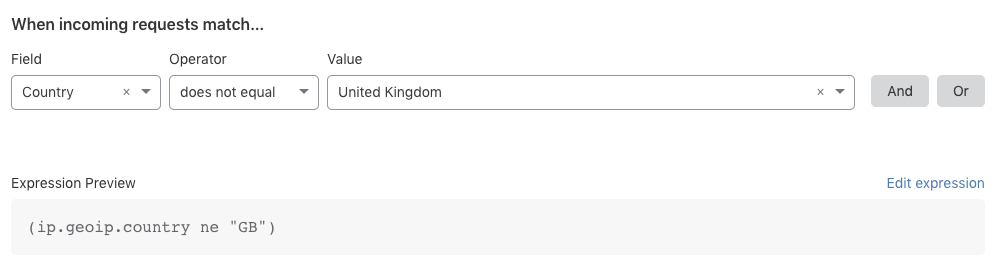 When incoming requests match...
Field Operator Value
Country × does not equal United Kingdom × And Or
Expression Preview Edit expression
(ip.geoip.country ne "GB")